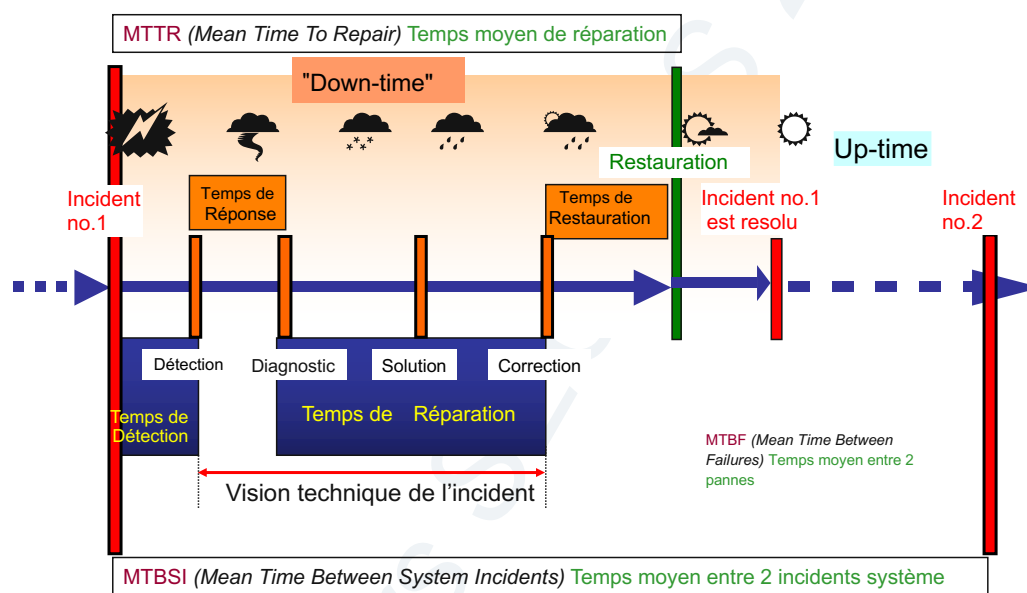 MTTR (Mean Time To Repair) Temps moyen de réparation
"Down-time"
Up-time
Restauration
Incident
no.1
Temps de
Réponse
Temps de
Restauration
Incident no.1
est resolu
Incident
no.2
Détection
Diagnostic
Solution
Correction
Temps de
Détection
Temps de Réparation
MTBF (Mean Time Between
Failures) Temps moyen entre 2
pannes
Vision technique de l'incident
MTBSI (Mean Time Between System Incidents) Temps moyen entre 2 incidents système